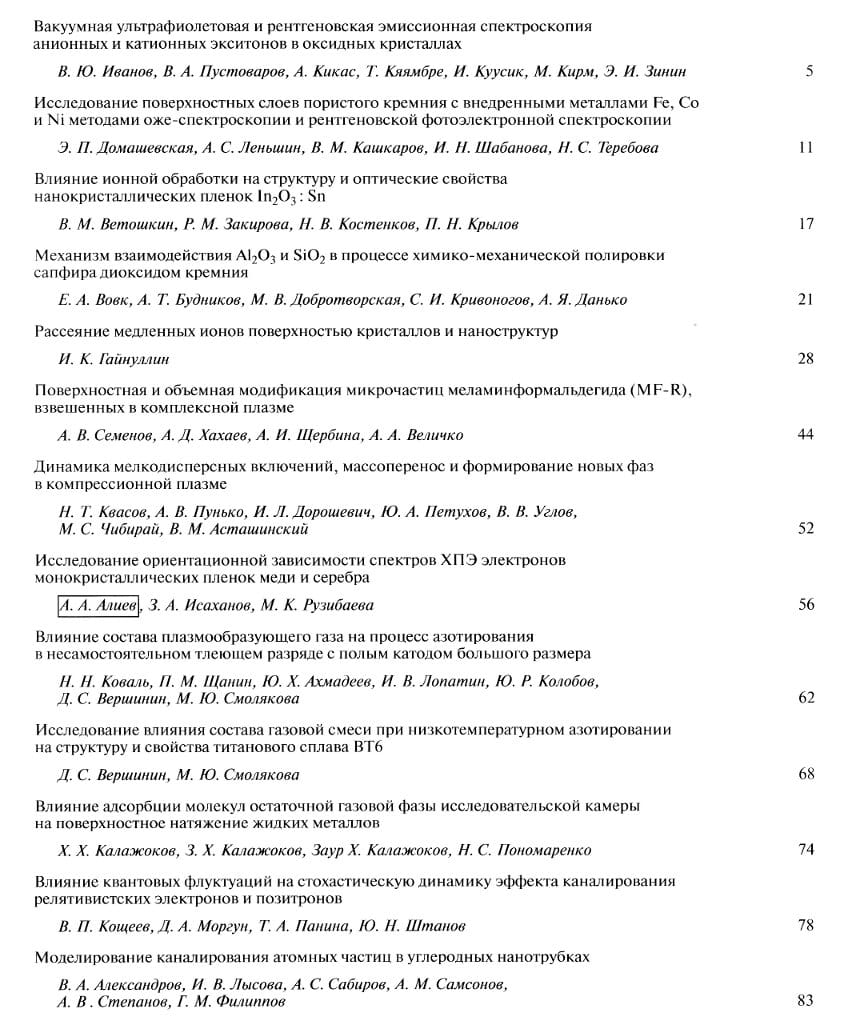 Вакуумная ультрафиолетовая и рентгеновская эмиссионная спектроскопия
анионных и катионных экситонов в оксидных кристаллах
В. Ю. Иванов, В. А. Пустоваров, А. Кикас, Т. Кяямбре, И. Куусик, М. Кирм, Э. И. Зинин 5
Исследование поверхностных слоев пористого кремния с внедренными металлами Fe, Co
и Ni методами оже-спектроскопии и рентгеновской фотоэлектронной спектроскопии
Э. П. Домашевская, А. С. Леньшин, В. М. Кашкаров, И. Н. Шабанова, Н. С. Теребова 11
Влияние ионной обработки на структуру и оптические свойства
нанокристаллических пленок In₂O₃ : Sn
В. М. Ветошкин, Р. М. Закирова, Н. В. Костенков, П. Н. Крылов 17
Механизм взаимодействия Al₂O₃ и SiO₂ в процессе химико-механической полировки
сапфира диоксидом кремния
Е. А. Вовк, А. Т. Будников, М. В. Добротворская, С. И. Кривоногов, А. Я. Данько 21
Рассеяние медленных ионов поверхностью кристаллов и наноструктур
И. К. Гайнуллин 28
Поверхностная и объемная модификация микрочастиц меламинформальдегида (MF-R),
взвешенных в комплексной плазме
А. В. Семенов, А. Д. Хахаев, А. И. Щербина, А. А. Величко 44
Динамика мелкодисперсных включений, массоперенос и формирование новых фаз
в компрессионной плазме
Н. Т. Квасов, А. В. Пунько, И. Л. Дорошевич, Ю. А. Петухов, В. В. Углов,
М. С. Чибирай, В. М. Асташинский 52
Исследование ориентационной зависимости спектров ХПЭ электронов
монокристаллических пленок меди и серебра
А. А. Алиев, З. А. Исаханов, М. К. Рузибаева 56
Влияние состава плазмообразующего газа на процесс азотирования
в несамостоятельном тлеющем разряде с полым катодом большого размера
Н. Н. Коваль, П. М. Щанин, Ю. Х. Ахмадеев, И. В. Лопатин, Ю. Р. Колобов,
Д. С. Вершинин, М. Ю. Смолякова 62
Исследование влияния состава газовой смеси при низкотемпературном азотировании
на структуру и свойства титанового сплава ВТ6
Д. С. Вершинин, М. Ю. Смолякова 68
Влияние адсорбции молекул остаточной газовой фазы исследовательской камеры
на поверхностное натяжение жидких металлов
Х. Х. Калажоков, З. Х. Калажоков, Заур Х. Калажоков, Н. С. Пономаренко 74
Влияние квантовых флуктуаций на стохастическую динамику эффекта каналирования
релятивистских электронов и позитронов
В. П. Кощеев, Д. А. Моргун, Т. А. Панина, Ю. Н. Штанов 78
Моделирование каналирования атомных частиц в углеродных нанотрубках
В. А. Александров, И. В. Лысова, А. С. Сабиров, А. М. Самсонов,
А. В . Степанов, Г. М. Филиппов 83